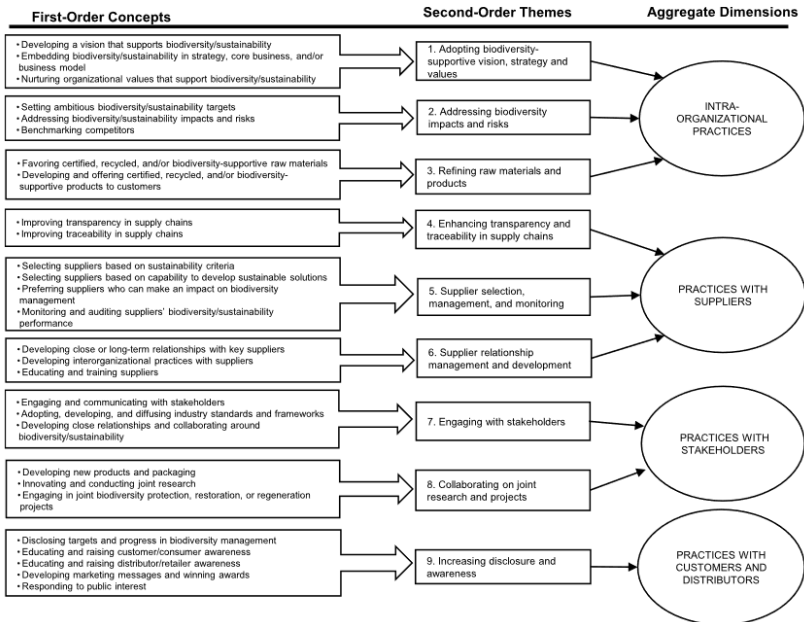 First-Order Concepts
Second-Order Themes
Aggregate Dimensions
• Developing a vision that supports biodiversity/sustainability
• Embedding biodiversity/sustainability in strategy, core business, and/or
business model
• Nurturing organizational values that support biodiversity/sustainability
1. Adopting biodiversity-
supportive vision, strategy and
values
• Setting ambitious biodiversity/sustainability targets
• Addressing biodiversity/sustainability impacts and risks
• Benchmarking competitors
2. Addressing biodiversity
impacts and risks
INTRA-
ORGANIZATIONAL
PRACTICES
• Favoring certified, recycled, and/or biodiversity-supportive raw materials
• Developing and offering certified, recycled, and/or biodiversity-
supportive products to customers
3. Refining raw materials and
products
• Improving transparency in supply chains
• Improving traceability in supply chains
4. Enhancing transparency and
traceability in supply chains
• Selecting suppliers based on sustainability criteria
• Selecting suppliers based on capability to develop sustainable solutions
• Preferring suppliers who can make an impact on biodiversity
management
• Monitoring and auditing suppliers' biodiversity/sustainability
performance
5. Supplier selection,
management, and monitoring
PRACTICES WITH
SUPPLIERS
• Developing close or long-term relationships with key suppliers
• Developing interorganizational practices with suppliers
• Educating and training suppliers
6. Supplier relationship
management and development
• Engaging and communicating with stakeholders
• Adopting, developing, and diffusing industry standards and frameworks
• Developing close relationships and collaborating around
biodiversity/sustainability
7. Engaging with stakeholders
PRACTICES WITH
STAKEHOLDERS
• Developing new products and packaging
• Innovating and conducting joint research
• Engaging in joint biodiversity protection, restoration, or regeneration
projects
8. Collaborating on joint
research and projects
• Disclosing targets and progress in biodiversity management
• Educating and raising customer/consumer awareness
• Educating and raising distributor/retailer awareness
• Developing marketing messages and winning awards
• Responding to public interest
9. Increasing disclosure and
awareness
PRACTICES WITH
CUSTOMERS AND
DISTRIBUTORS